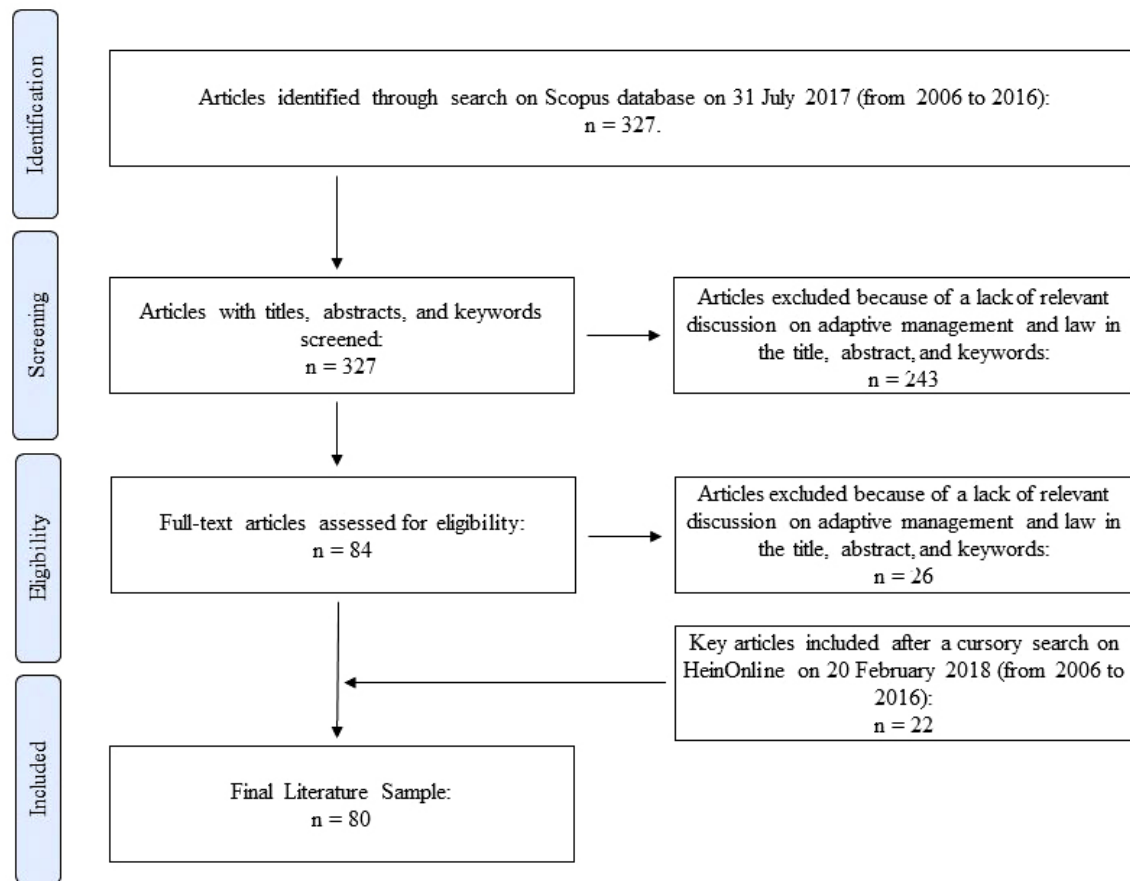 Identification
Articles identified through search on Scopus database on 31 July 2017 (from 2006 to 2016):
n = 327.
Screening
Articles with titles, abstracts, and keywords
screened:
n = 327
Articles excluded because of a lack of relevant
discussion on adaptive management and law in
the title, abstract, and keywords:
n = 243
Eligibility
Full-text articles assessed for eligibility:
n = 84
Articles excluded because of a lack of relevant
discussion on adaptive management and law in
the title, abstract, and keywords:
n = 26
Key articles included after a cursory search on
HeinOnline on 20 February 2018 (from 2006 to
2016):
n = 22
Included
Final Literature Sample:
n = 80